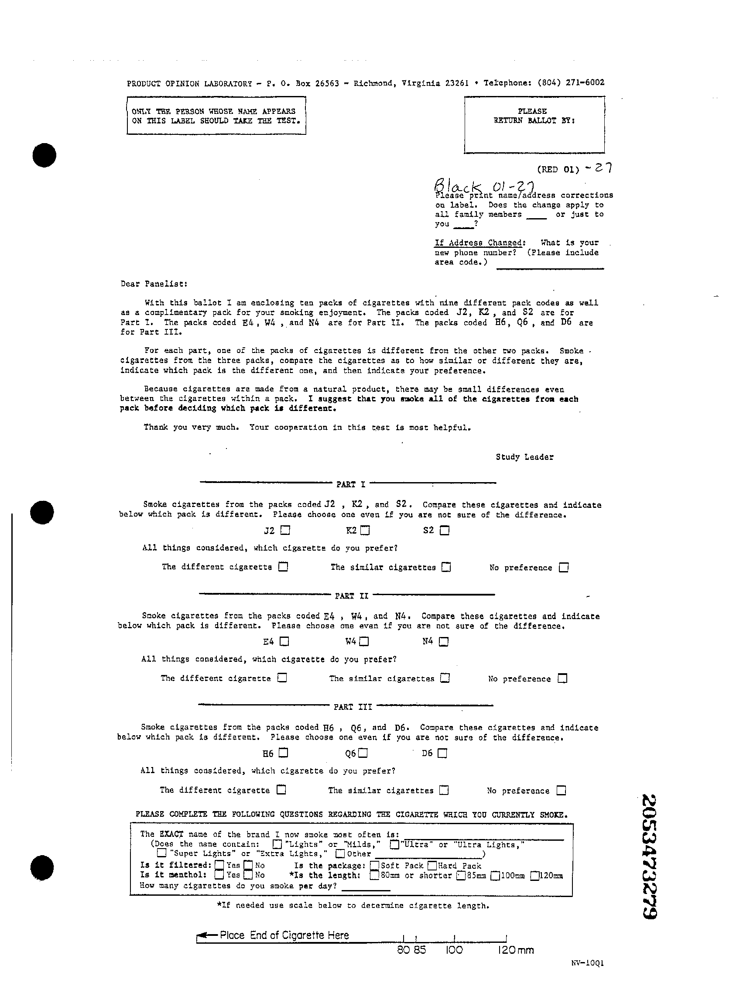 PRODUCT OPINION LABORATORY - P. O. Box 26563 - Richmond, Virginia 23261 • Telephone: (804) 271-6002
ONLY THE PERSON WHOSE NAME APPEARS
ON THIS LABEL SHOULD TAKE THE TEST.
PLEASE
RETURN BALLOT BY:
(RED 01) - 27
Black 01-27
Please print name/address corrections
on label. Does the change apply to
all family members ____ or just to
you ____?
If Address Changed: What is your
new phone number? (Please include
area code.)
Dear Panelist:
With this ballot I am enclosing ten packs of cigarettes with nine different pack codes as well
as a complimentary pack for your smoking enjoyment. The packs coded J2, K2, and S2 are for
Part I. The packs coded E4, W4, and N4 are for Part II. The packs coded H6, Q6, and D6 are
for Part III.
For each part, one of the packs of cigarettes is different from the other two packs. Smoke
cigarettes from the three packs, compare the cigarettes as to how similar or different they are,
indicate which pack is the different one, and then indicate your preference.
Because cigarettes are made from a natural product, there may be small differences even
between the cigarettes within a pack. I suggest that you smoke all of the cigarettes from each
pack before deciding which pack is different.
Thank you very much. Your cooperation in this test is most helpful.
Study Leader
PART I
Smoke cigarettes from the packs coded J2 , K2, and S2. Compare these cigarettes and indicate
below which pack is different. Please choose one even if you are not sure of the difference.
J2 ☐ K2 ☐ S2 ☐
All things considered, which cigarette do you prefer?
The different cigarette ☐ The similar cigarettes ☐ No preference ☐
PART II
Smoke cigarettes from the packs coded E4 , W4, and N4. Compare these cigarettes and indicate
below which pack is different. Please choose one even if you are not sure of the difference.
E4 ☐ W4 ☐ N4 ☐
All things considered, which cigarette do you prefer?
The different cigarette ☐ The similar cigarettes ☐ No preference ☐
PART III
Smoke cigarettes from the packs coded H6 , Q6, and D6. Compare these cigarettes and indicate
below which pack is different. Please choose one even if you are not sure of the difference.
H6 ☐ Q6 ☐ D6 ☐
All things considered, which cigarette do you prefer?
The different cigarette ☐ The similar cigarettes ☐ No preference ☐
PLEASE COMPLETE THE FOLLOWING QUESTIONS REGARDING THE CIGARETTE WHICH YOU CURRENTLY SMOKE.
The EXACT name of the brand I now smoke most often is:
(Does the name contain: ☐ "Lights" or "Milds," ☐ "Ultra" or "Ultra Lights,"
☐ "Super Lights" or "Extra Lights," ☐ Other ____)
Is it filtered: ☐ Yes ☐ No Is the package: ☐ Soft Pack ☐ Hard Pack
Is it menthol: ☐ Yes ☐ No *Is the length: ☐ 80mm or shorter ☐ 85mm ☐ 100mm ☐ 120mm
How many cigarettes do you smoke per day? ____
*If needed use scale below to determine cigarette length.
Place End of Cigarette Here
80 85 100 120 mm
NV-10Q1
2053473279